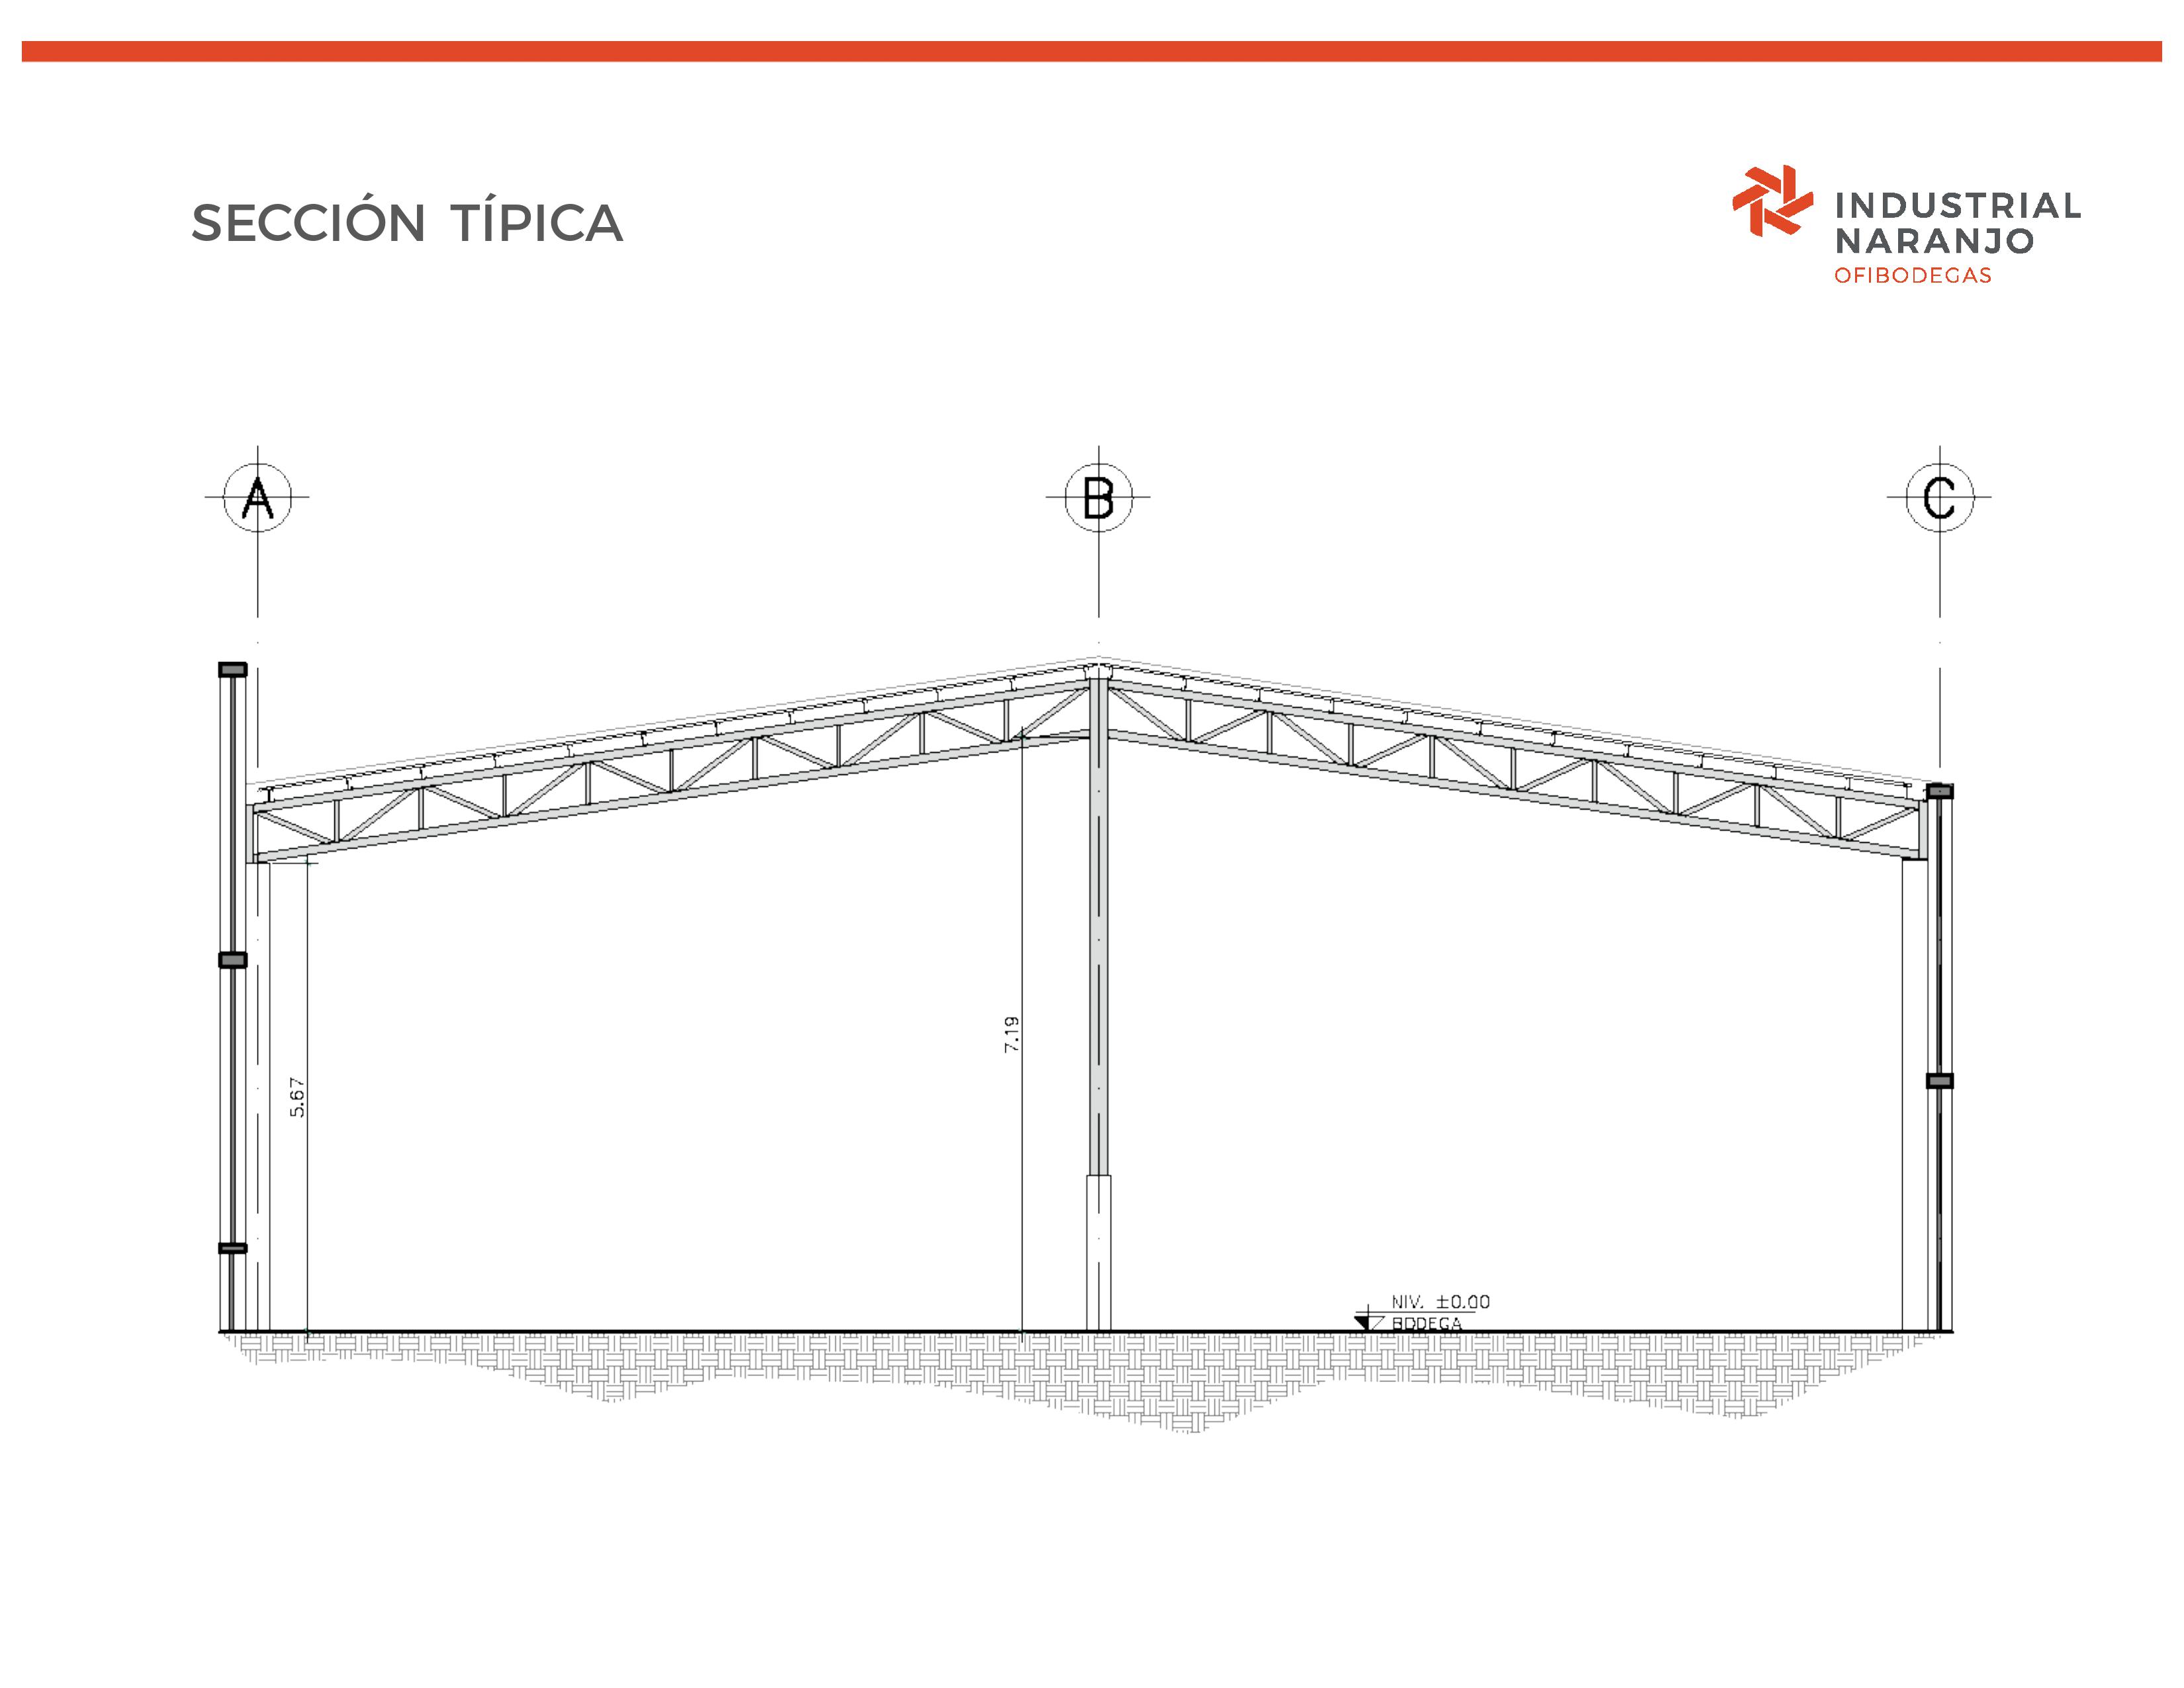 SECCIÓN TÍPICA
INDUSTRIAL
NARANJO
OFIBODEGAS
A
B
C
7.19
5.67
NIV. ±0.00
BODEGA